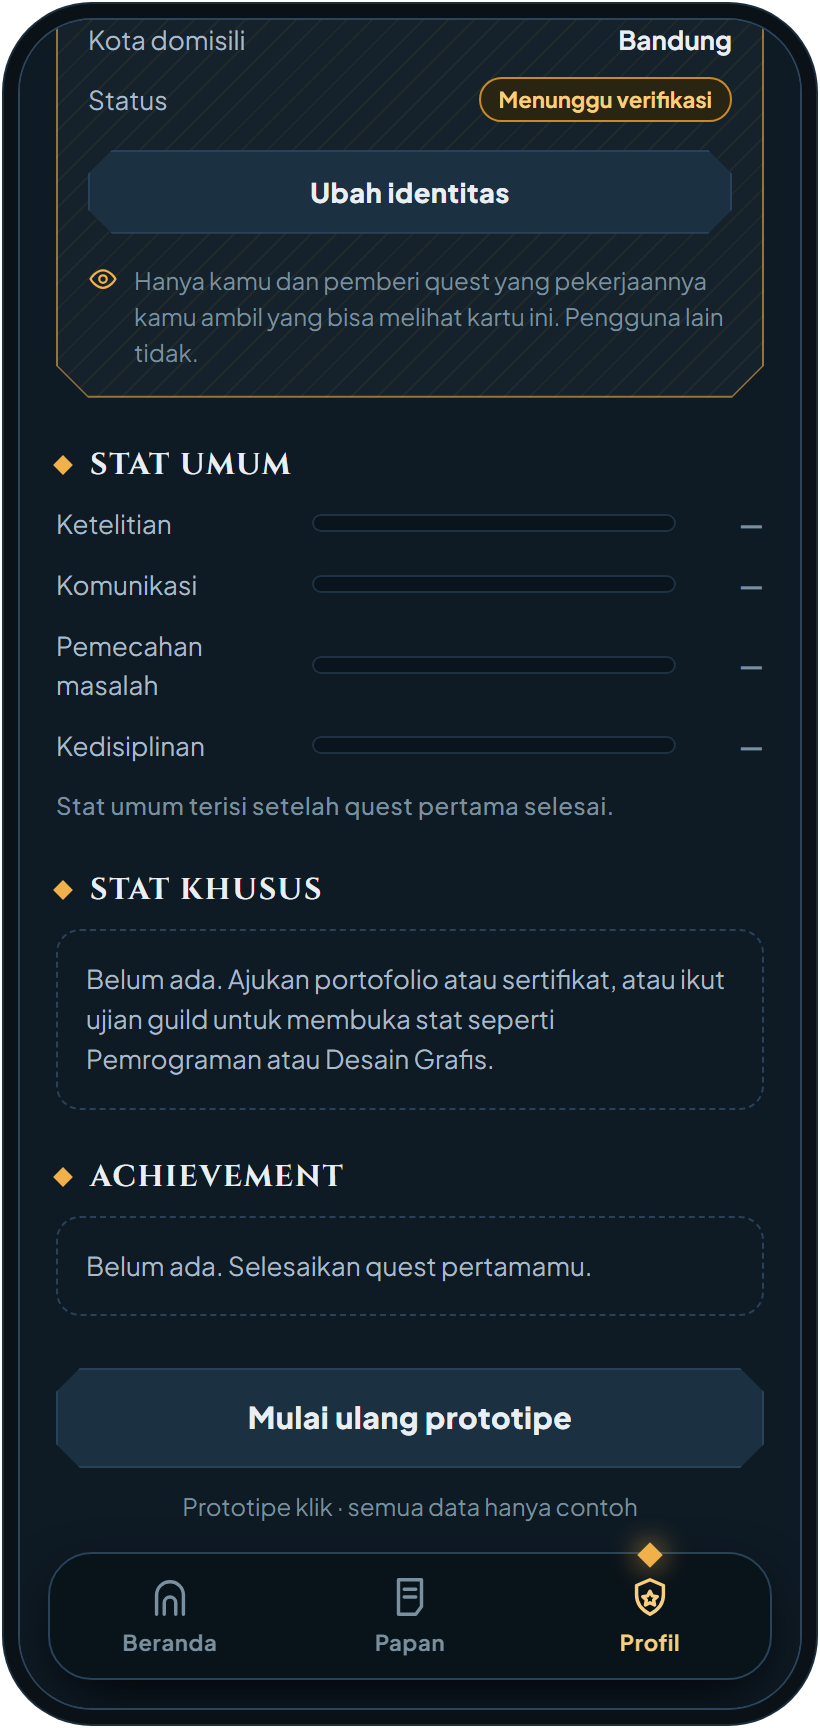 Kota domisili Bandung
Status Menunggu verifikasi
Ubah identitas
Hanya kamu dan pemberi quest yang pekerjaannya
kamu ambil yang bisa melihat kartu ini. Pengguna lain
tidak.
STAT UMUM
Ketelitian —
Komunikasi —
Pemecahan
masalah —
Kedisiplinan —
Stat umum terisi setelah quest pertama selesai.
STAT KHUSUS
Belum ada. Ajukan portofolio atau sertifikat, atau ikut
ujian guild untuk membuka stat seperti
Pemrograman atau Desain Grafis.
ACHIEVEMENT
Belum ada. Selesaikan quest pertamamu.
Mulai ulang prototipe
Prototipe klik · semua data hanya contoh
Beranda Papan Profil